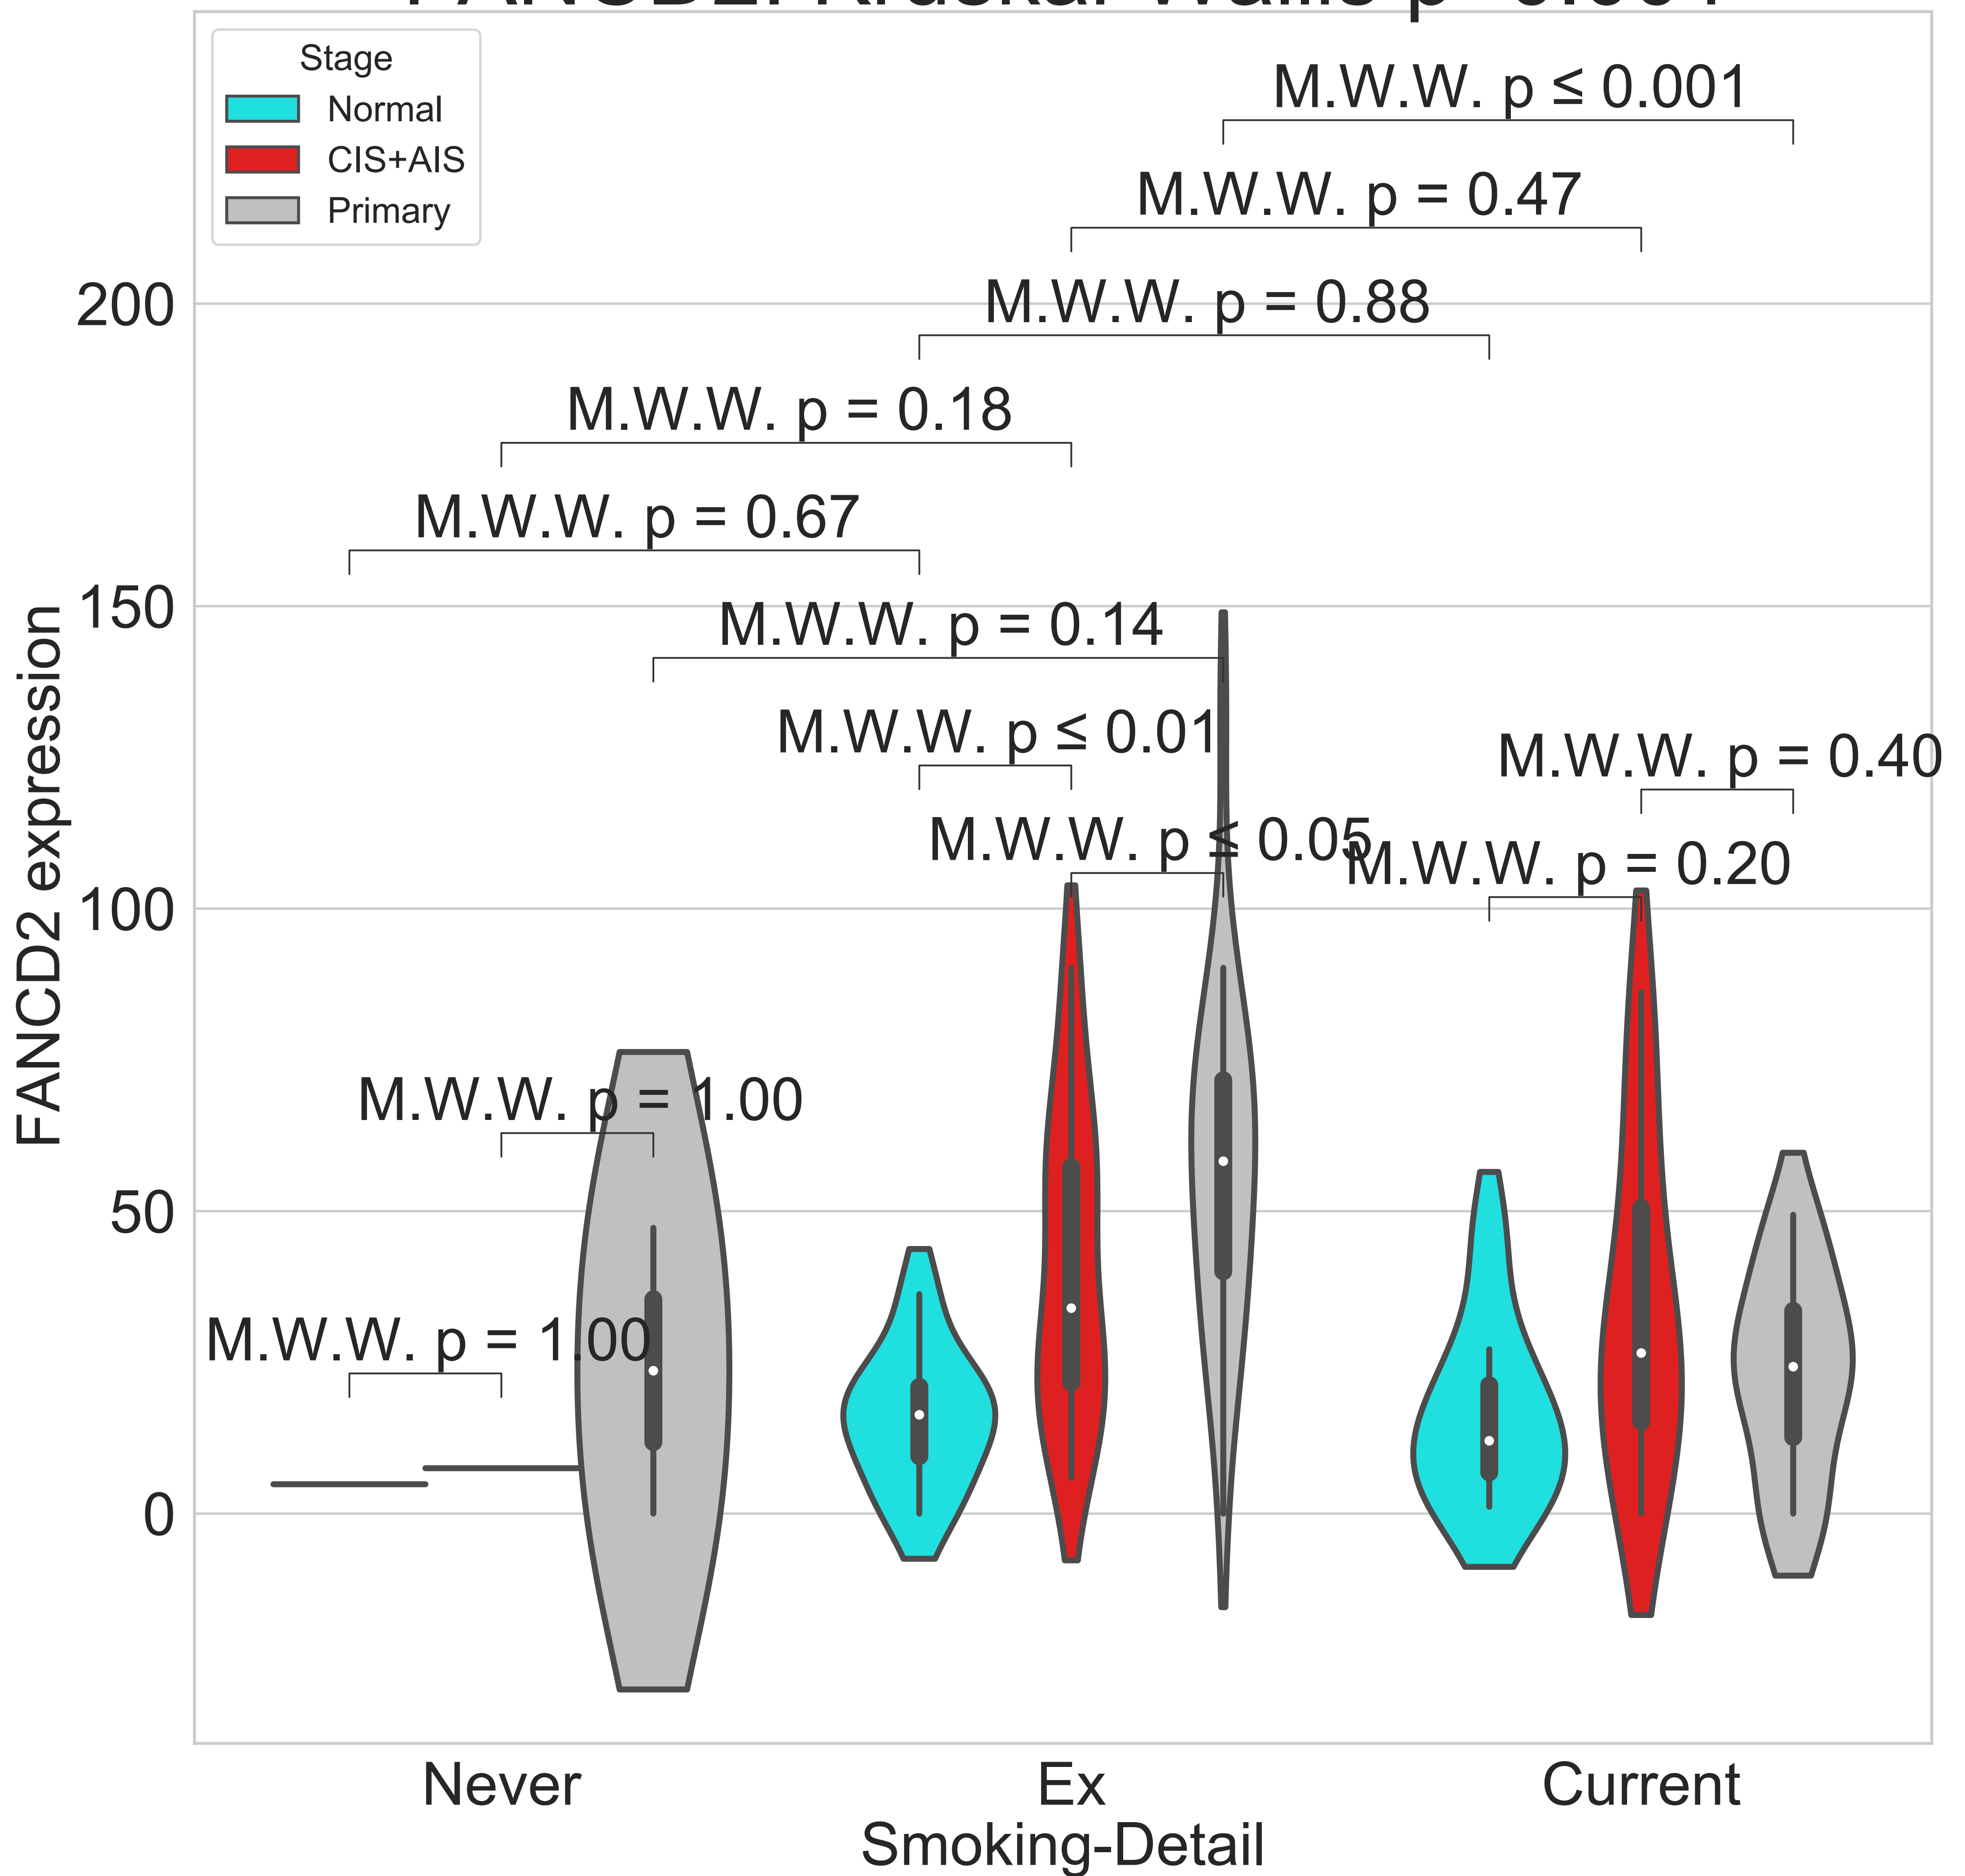 Stage
Normal
CIS+AIS
Primary
M.W.W. p ≤ 0.001
M.W.W. p = 0.47
M.W.W. p = 0.88
M.W.W. p = 0.18
M.W.W. p = 0.67
M.W.W. p = 0.14
M.W.W. p ≤ 0.01
M.W.W. p = 0.40
M.W.W. p ≤ 0.05
M.W.W. p = 0.20
M.W.W. p = 1.00
M.W.W. p = 1.00
200
150
100
50
0
FANCD2 expression
Never
Ex
Current
Smoking-Detail